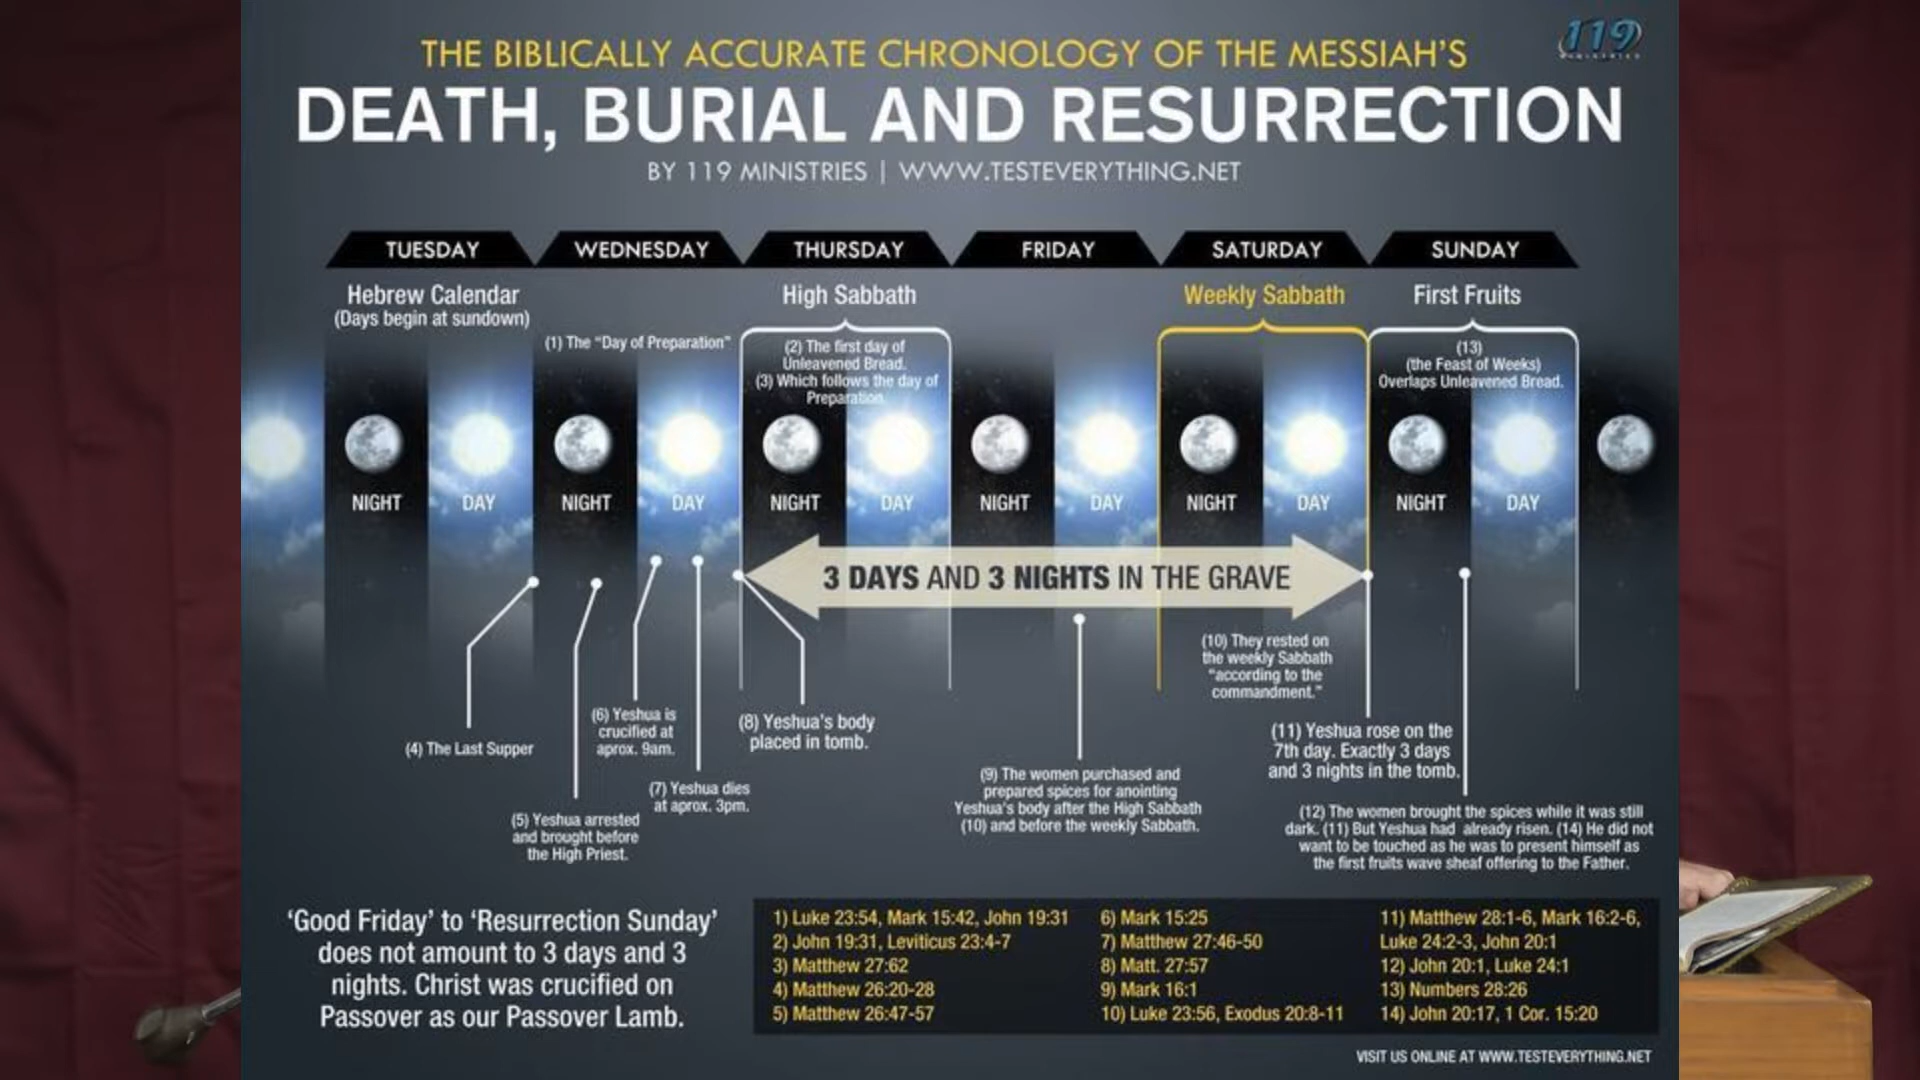 119
MINISTRIES
THE BIBLICALLY ACCURATE CHRONOLOGY OF THE MESSIAH'S
DEATH, BURIAL AND RESURRECTION
BY 119 MINISTRIES | WWW.TESTEVERYTHING.NET
TUESDAY
WEDNESDAY
THURSDAY
FRIDAY
SATURDAY
SUNDAY
Hebrew Calendar
(Days begin at sundown)
High Sabbath
Weekly Sabbath
First Fruits
(1) The "Day of Preparation"
(2) The first day of
Unleavened Bread.
(3) Which follows the day of
Preparation.
(13)
(the Feast of Weeks)
Overlaps Unleavened Bread.
NIGHT
DAY
NIGHT
DAY
NIGHT
DAY
NIGHT
DAY
NIGHT
DAY
NIGHT
DAY
3 DAYS AND 3 NIGHTS IN THE GRAVE
(4) The Last Supper
(5) Yeshua arrested
and brought before
the High Priest.
(6) Yeshua is
crucified at
aprox. 9am.
(7) Yeshua dies
at aprox. 3pm.
(8) Yeshua's body
placed in tomb.
(9) The women purchased and
prepared spices for anointing
Yeshua's body after the High Sabbath
(10) and before the weekly Sabbath.
(10) They rested on
the weekly Sabbath
"according to the
commandment."
(11) Yeshua rose on the
7th day. Exactly 3 days
and 3 nights in the tomb.
(12) The women brought the spices while it was still
dark. (11) But Yeshua had already risen. (14) He did not
want to be touched as he was to present himself as
the first fruits wave sheaf offering to the Father.
'Good Friday' to 'Resurrection Sunday'
does not amount to 3 days and 3
nights. Christ was crucified on
Passover as our Passover Lamb.
1) Luke 23:54, Mark 15:42, John 19:31
2) John 19:31, Leviticus 23:4-7
3) Matthew 27:62
4) Matthew 26:20-28
5) Matthew 26:47-57
6) Mark 15:25
7) Matthew 27:46-50
8) Matt. 27:57
9) Mark 16:1
10) Luke 23:56, Exodus 20:8-11
11) Matthew 28:1-6, Mark 16:2-6,
Luke 24:2-3, John 20:1
12) John 20:1, Luke 24:1
13) Numbers 28:26
14) John 20:17, 1 Cor. 15:20
VISIT US ONLINE AT WWW.TESTEVERYTHING.NET